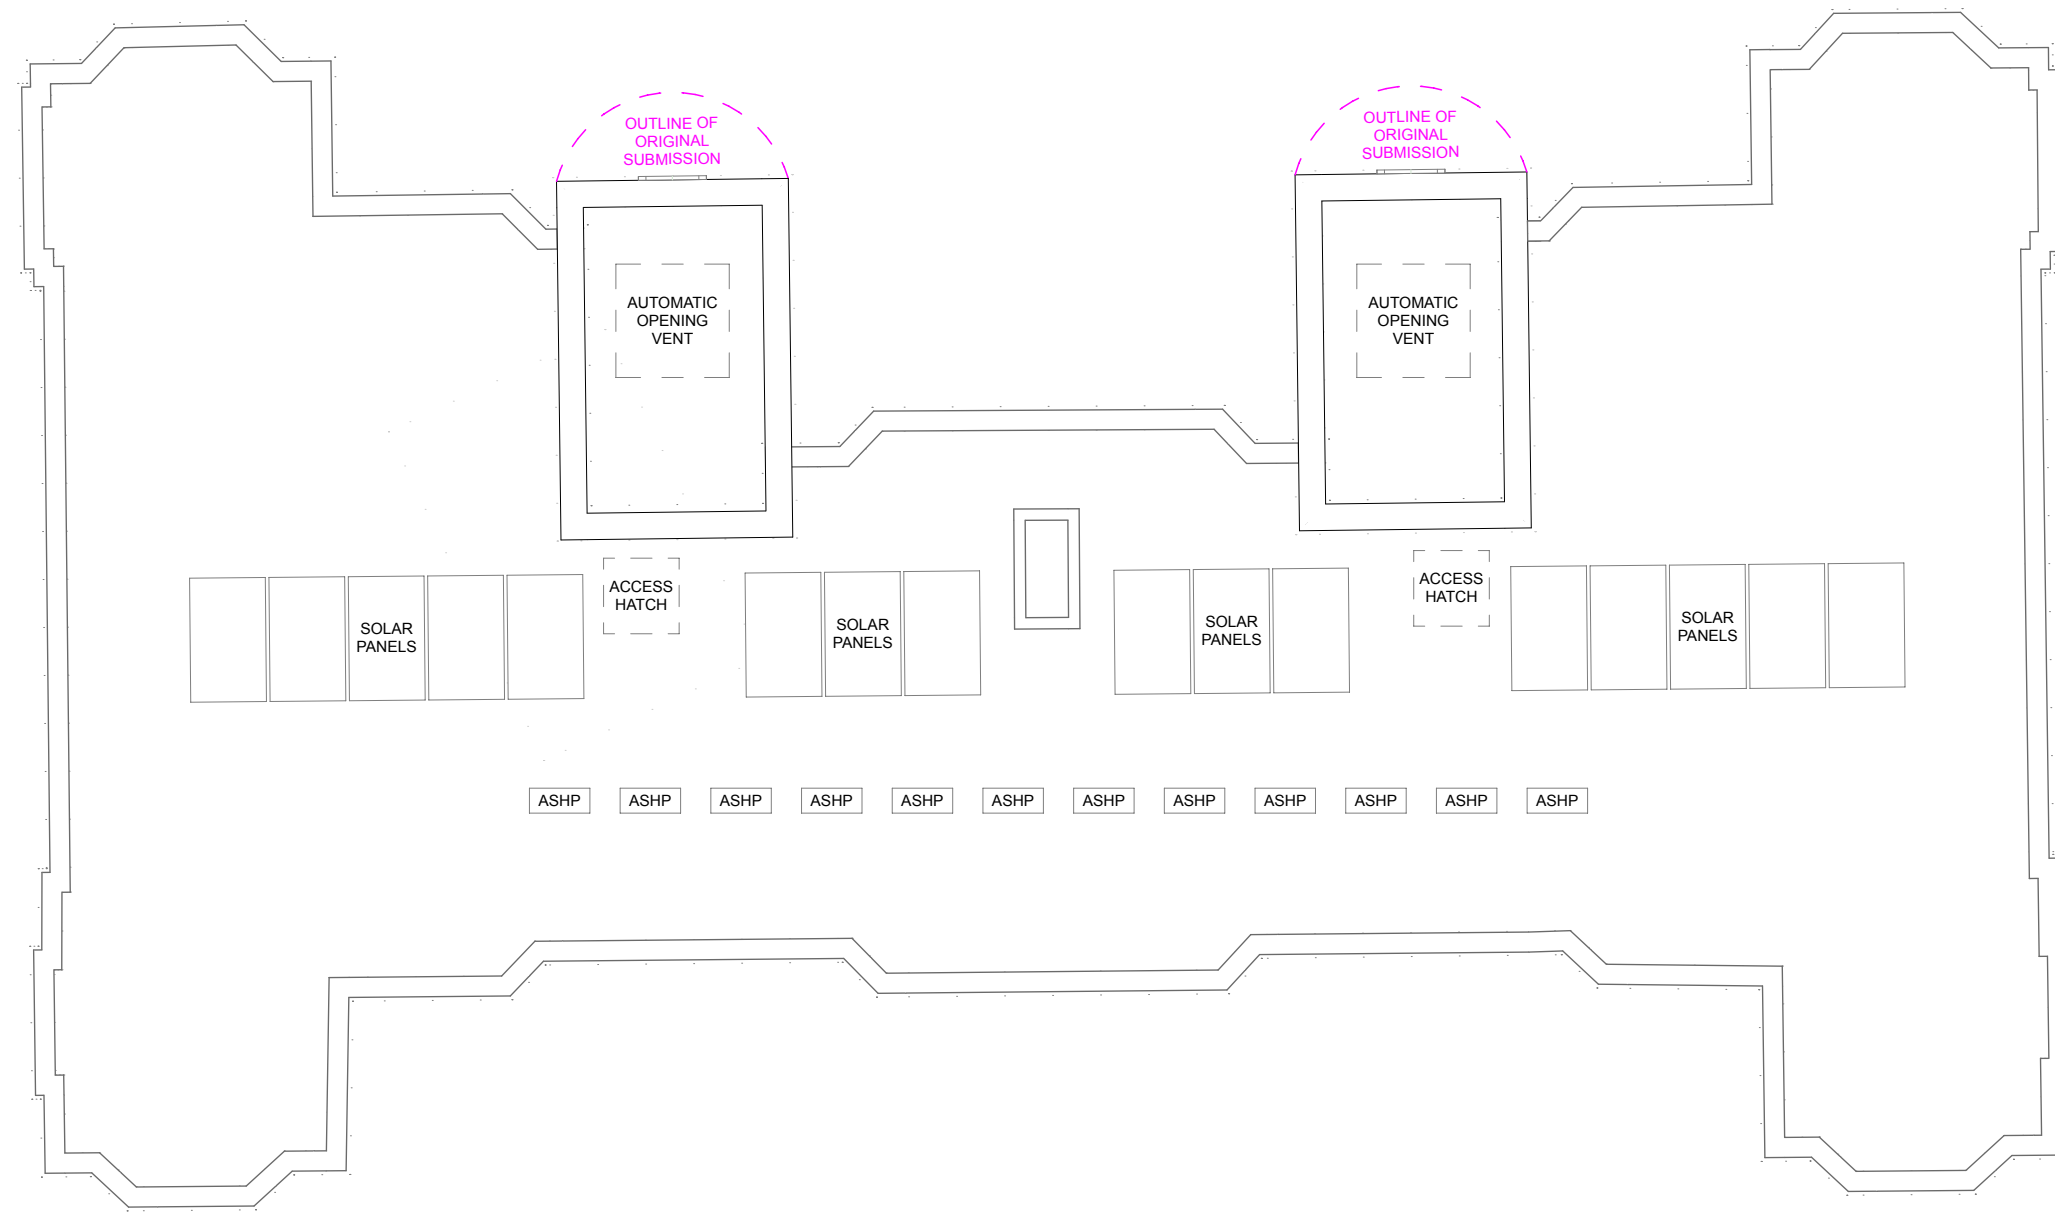 OUTLINE OF
ORIGINAL
SUBMISSION
OUTLINE OF
ORIGINAL
SUBMISSION
AUTOMATIC
OPENING
VENT
AUTOMATIC
OPENING
VENT
ACCESS
HATCH
ACCESS
HATCH
SOLAR
PANELS
SOLAR
PANELS
SOLAR
PANELS
SOLAR
PANELS
ASHP
ASHP
ASHP
ASHP
ASHP
ASHP
ASHP
ASHP
ASHP
ASHP
ASHP
ASHP